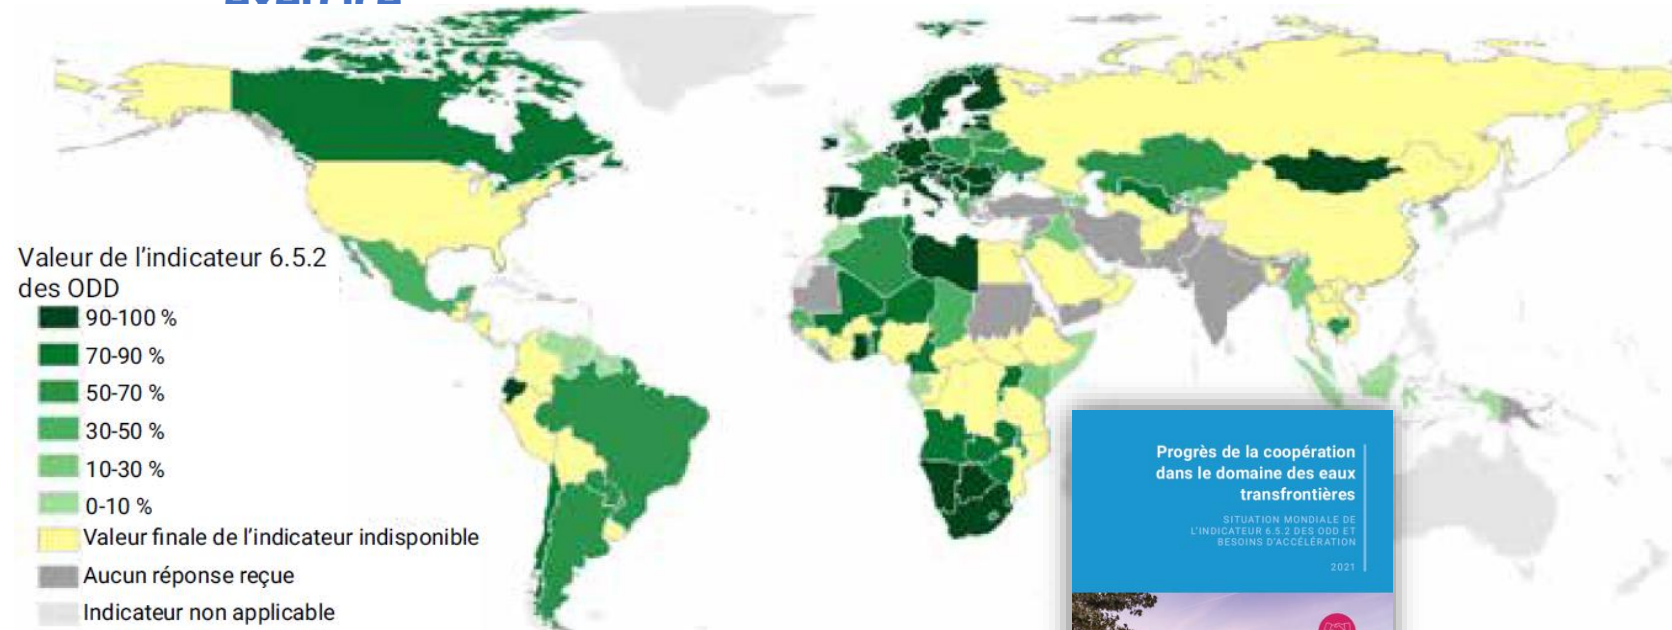 Valeur de l’indicateur 6.5.2
des ODD
90-100 %
70-90 %
50-70 %
30-50 %
10-30 %
0-10 %
Valeur finale de l’indicateur indisponible
Aucun réponse reçue
Indicateur non applicable
Progrès de la coopération
dans le domaine des eaux
transfrontières
SITUATION MONDIALE DE
L’INDICATEUR 6.5.2 DES ODD ET
BESOINS D’ACCÉLÉRATION
2021